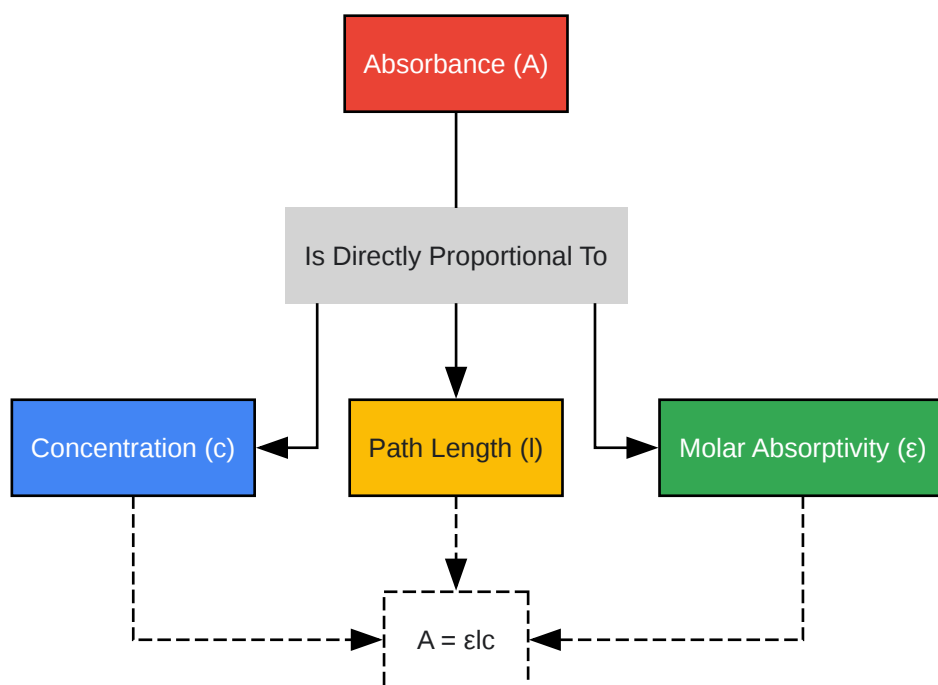 Absorbance (A)
Is Directly Proportional To
Concentration (c)
Path Length (l)
Molar Absorptivity (ε)
A = εlc